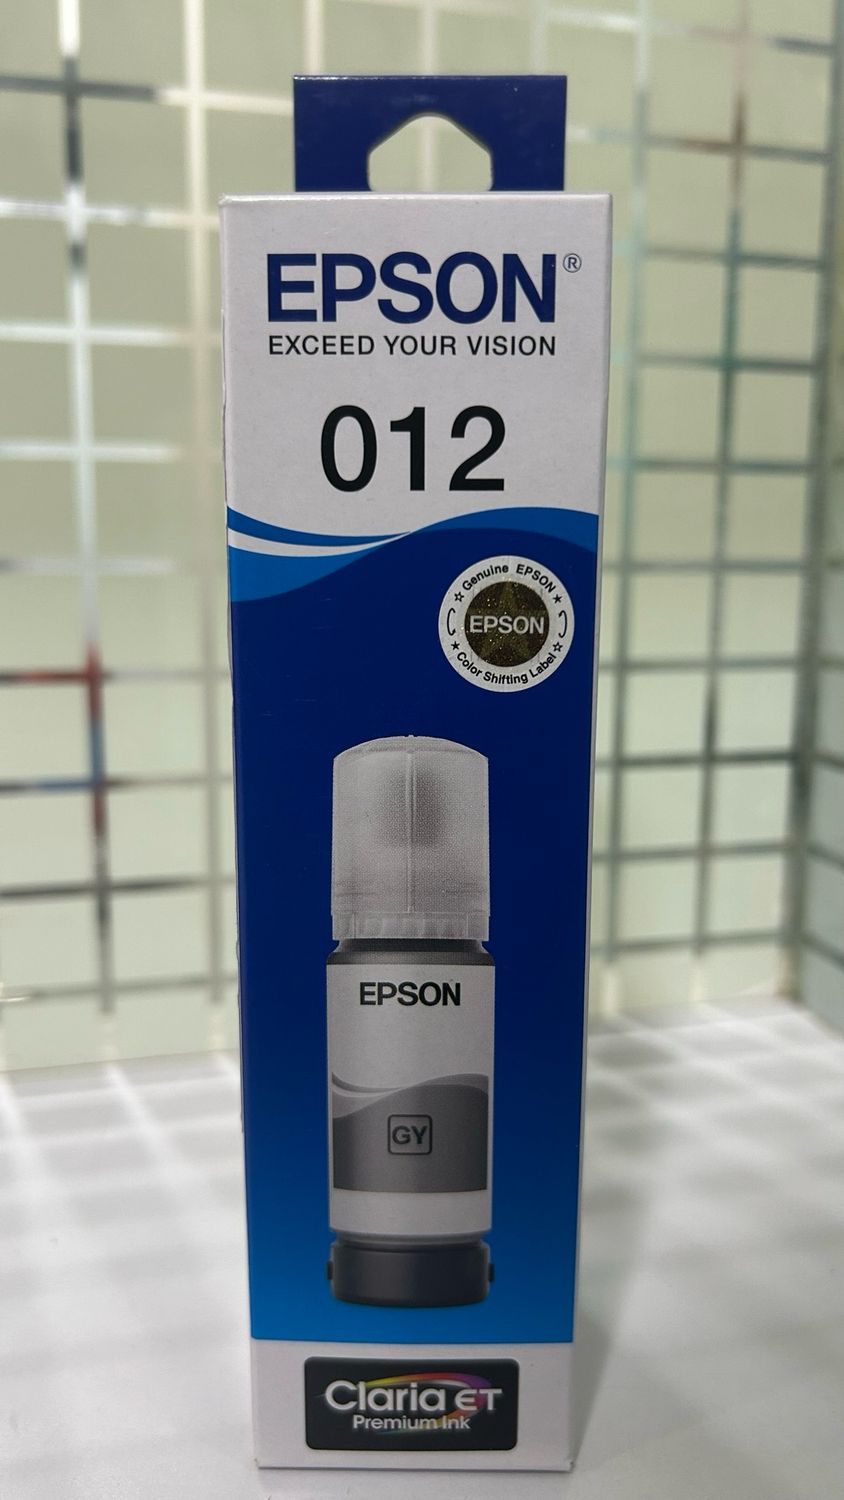 EPSON®
EXCEED YOUR VISION
012
Genuine EPSON
EPSON
Color Shifting Label
EPSON
GY
Claria ET
Premium Ink